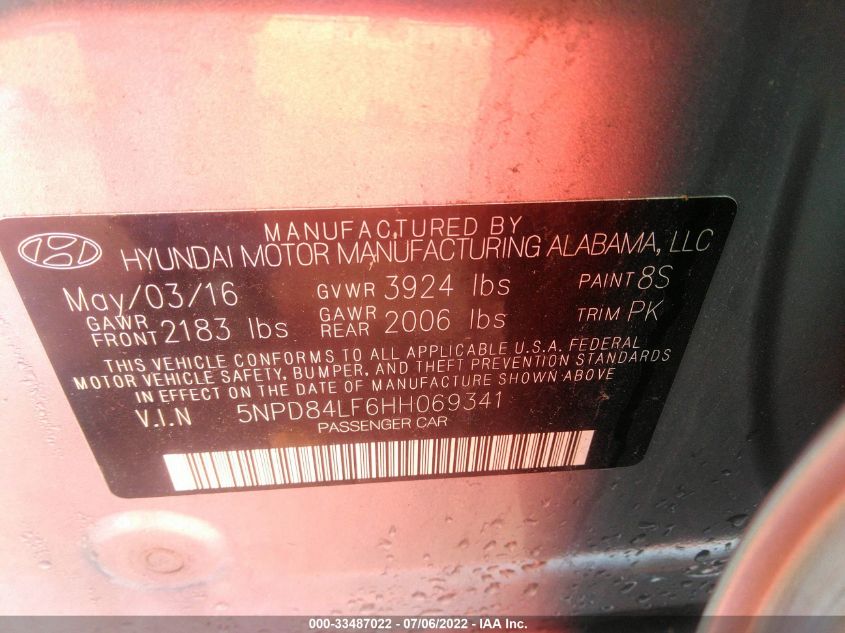 MANUFACTURED BY
HYUNDAI MOTOR MANUFACTURING ALABAMA, LLC
May/03/16 GVWR 3924 lbs PAINT 8S
GAWR FRONT 2183 lbs GAWR REAR 2006 lbs TRIM PK
THIS VEHICLE CONFORMS TO ALL APPLICABLE U.S.A. FEDERAL
MOTOR VEHICLE SAFETY, BUMPER, AND THEFT PREVENTION STANDARDS
IN EFFECT ON THE DATE OF MANUFACTURE SHOWN ABOVE.
V.I.N 5NPD84LF6HH069341
PASSENGER CAR
000-33487022 - 07/06/2022 - IAA Inc.